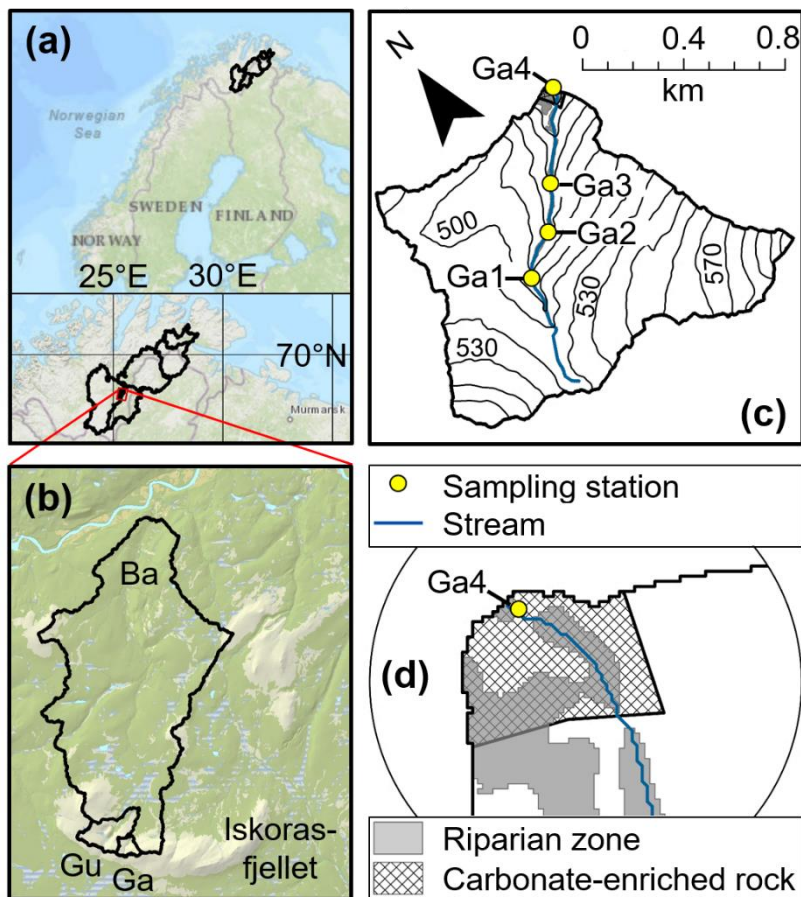 (a)
Norwegian
Sea
SWEDEN
FINLAND
NORWAY
25°E
30°E
70°N
Murmansk
(b)
Ba
Gu
Ga
Iskoras-
fjellet
N
0
0.4
0.8
km
Ga4
Ga3
Ga2
Ga1
500
530
570
530
(c)
Sampling station
Stream
Ga4
(d)
Riparian zone
Carbonate-enriched rock